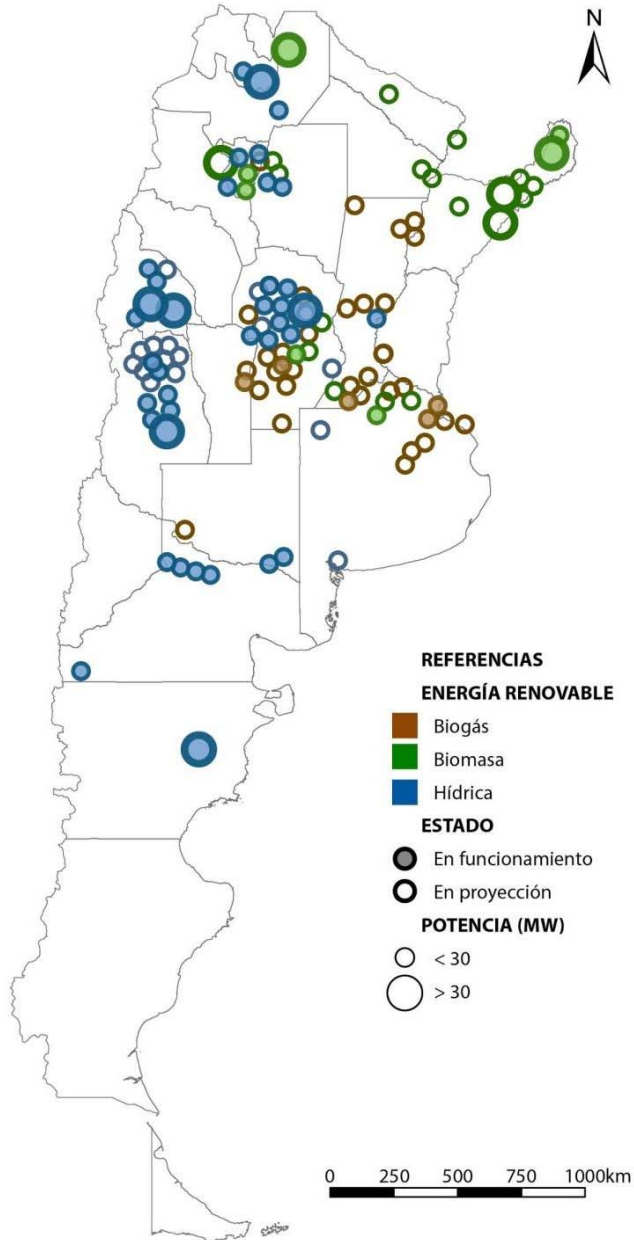 N
REFERENCIAS
ENERGÍA RENOVABLE
Biogás
Biomasa
Hídrica
ESTADO
En funcionamiento
En proyección
POTENCIA (MW)
< 30
> 30
0 250 500 750 1000km